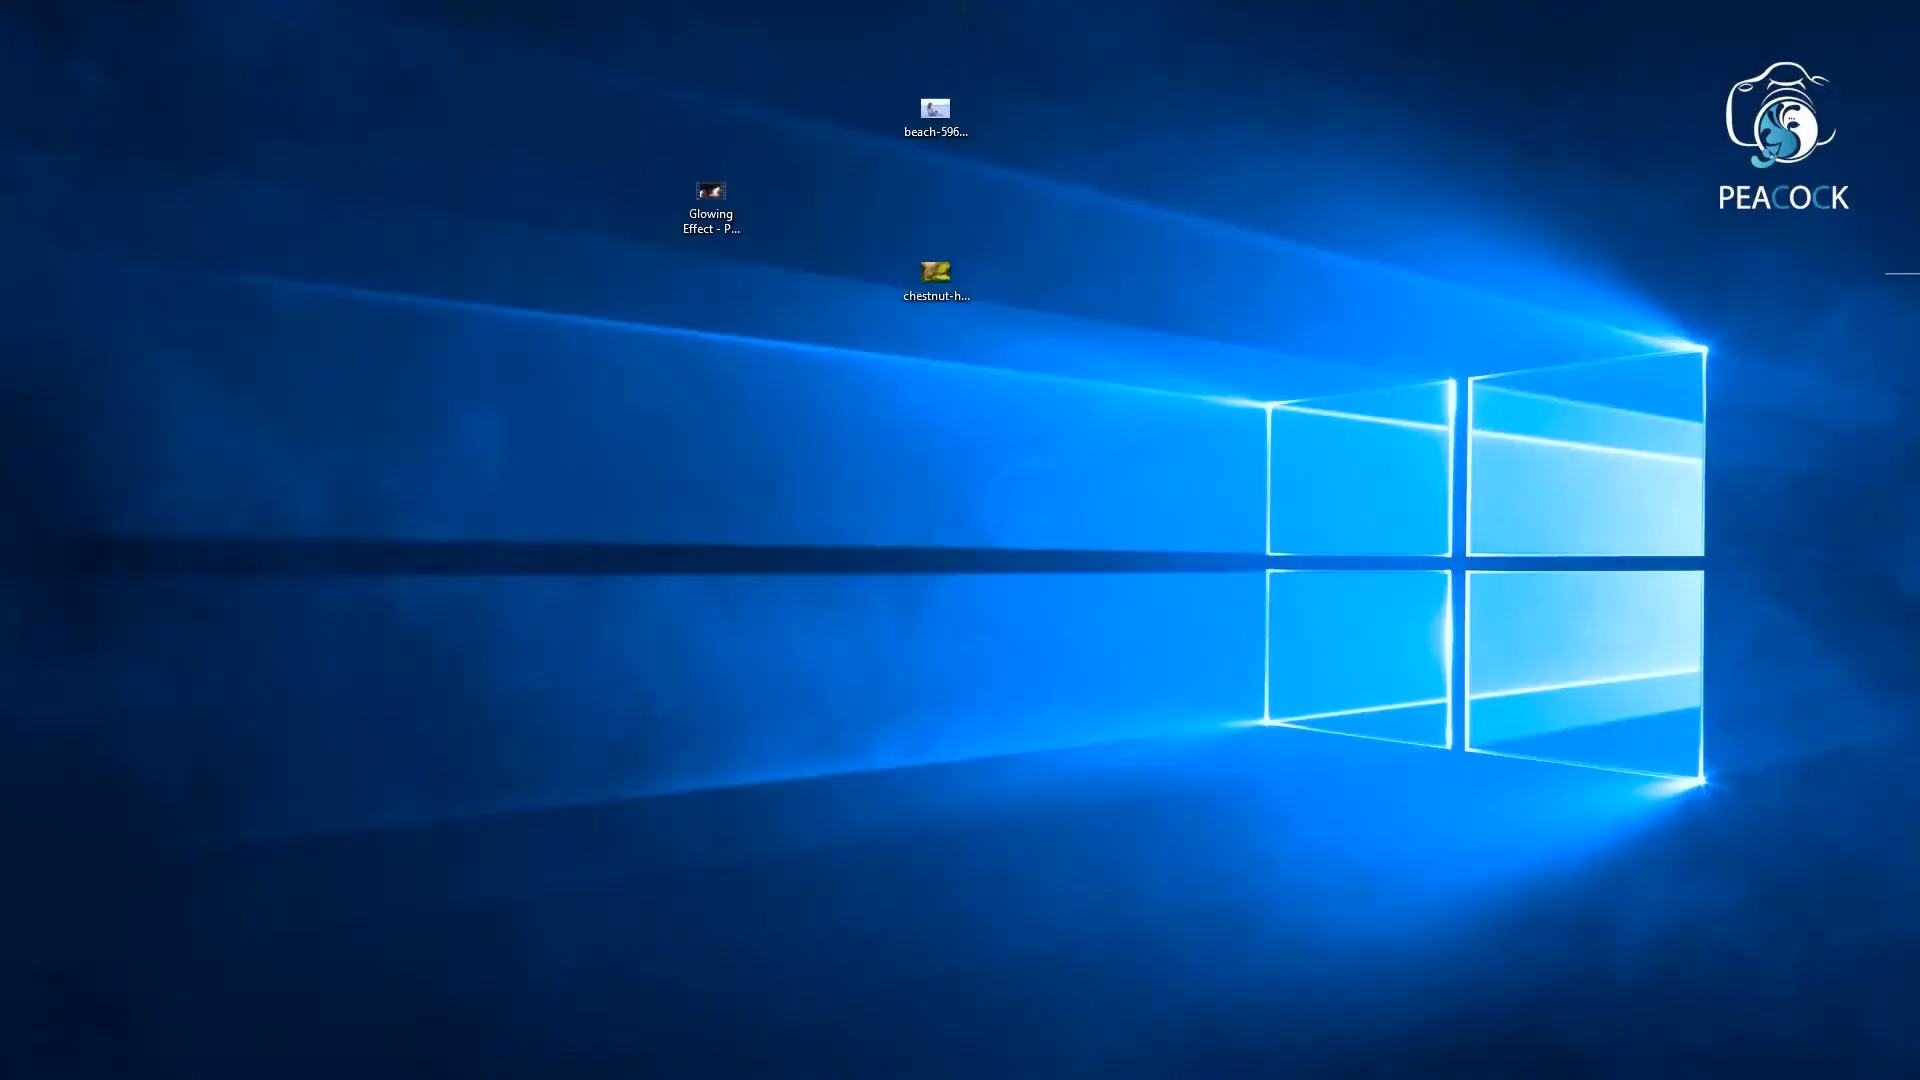 beach-596...
Glowing
Effect - P...
chestnut-h...
PEACOCK